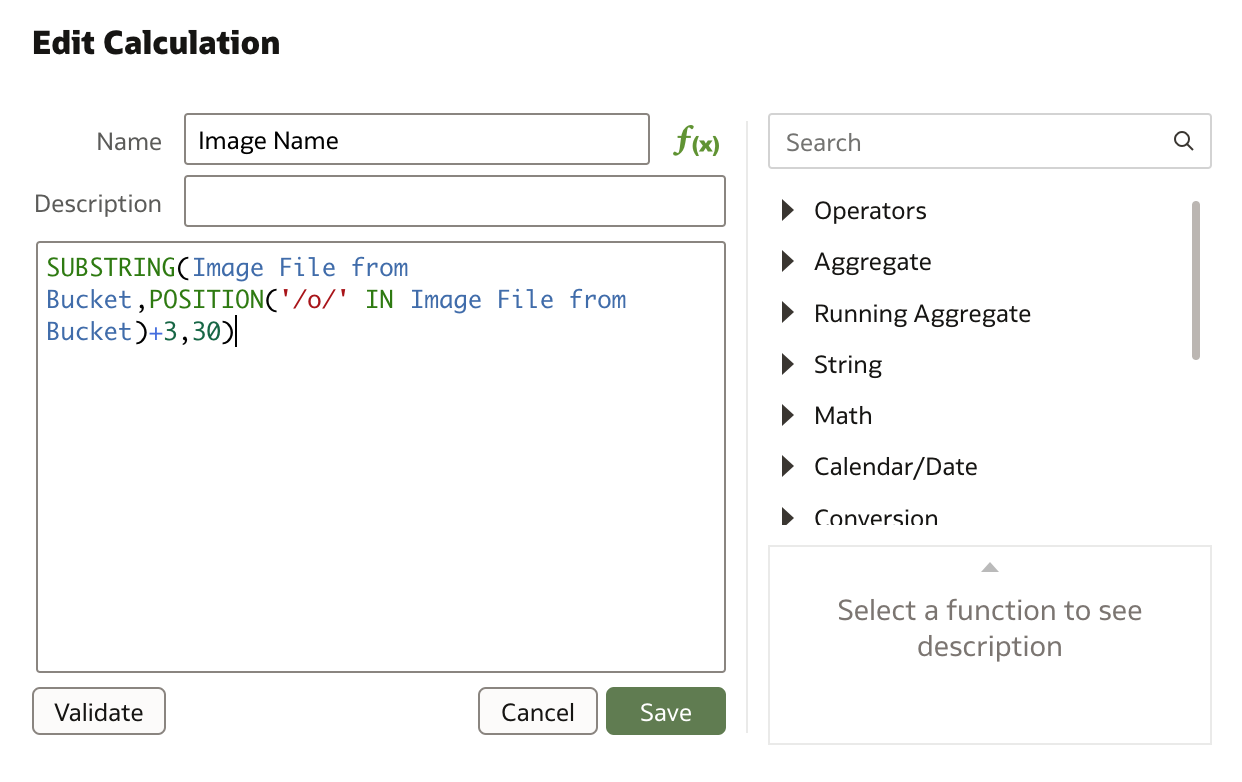 Edit Calculation
Name
Image Name
f(x)
Description
SUBSTRING(Image File from
Bucket,POSITION('/o/' IN Image File from
Bucket)+3,30)
Validate
Cancel
Save
Search
Operators
Aggregate
Running Aggregate
String
Math
Calendar/Date
Conversion
Select a function to see
description